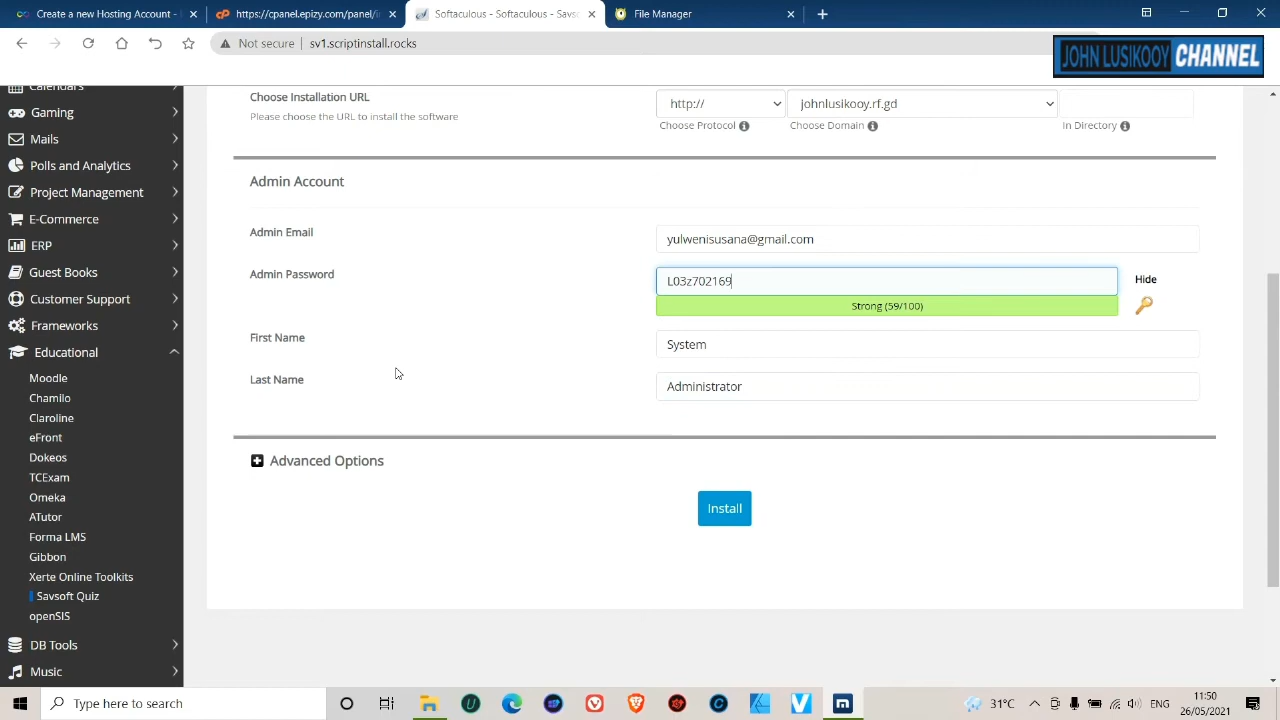 Create a new Hosting Account -
https://cpanel.epizy.com/panel/in
Softaculous - Softaculous - Savso
File Manager
Not secure
sv1.scriptinstall.rocks
JOHN LUSIKOOY CHANNEL
Calendars
Gaming
Mails
Polls and Analytics
Project Management
E-Commerce
ERP
Guest Books
Customer Support
Frameworks
Educational
Moodle
Chamilo
Claroline
eFront
Dokeos
TCExam
Omeka
ATutor
Forma LMS
Gibbon
Xerte Online Toolkits
Savsoft Quiz
openSIS
DB Tools
Music
Choose Installation URL
Please choose the URL to install the software
http://
johnlusikooy.rf.gd
Choose Protocol
Choose Domain
In Directory
Admin Account
Admin Email
yulwenisusana@gmail.com
Admin Password
L03z702169
Hide
Strong (59/100)
First Name
System
Last Name
Administrator
Advanced Options
Install
Type here to search
31°C
ENG
11:50
26/05/2021